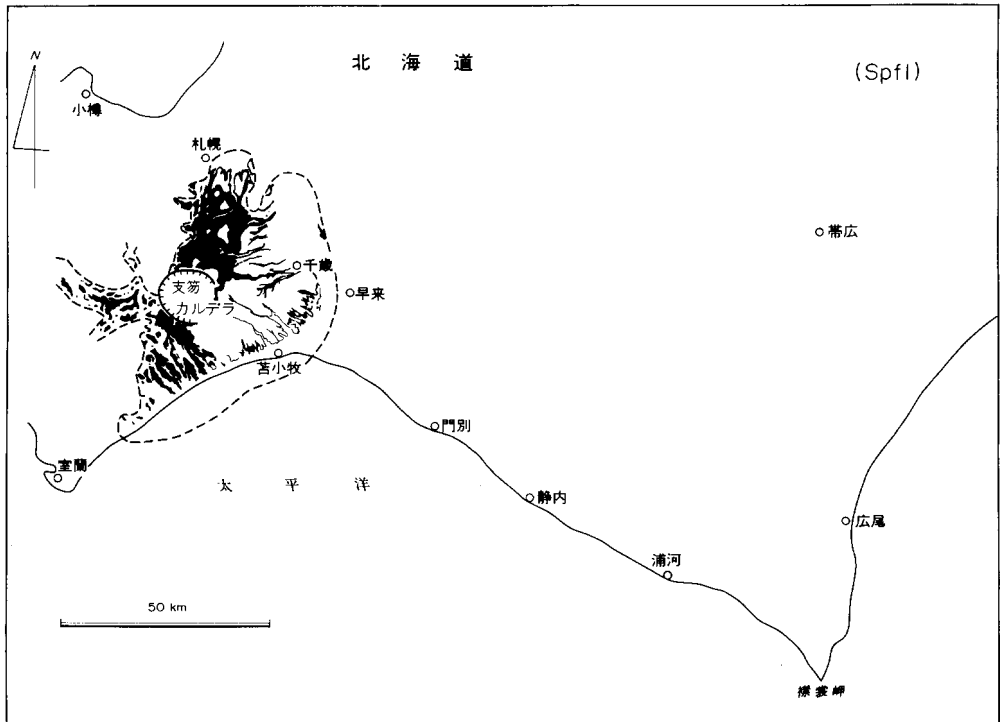 北海道
(Spfl)
N
小樽
札幌
帯広
千歳
支笏
カルデラ
早来
苫小牧
門別
室蘭
太平洋
静内
広尾
浦河
50 km
襟裳岬